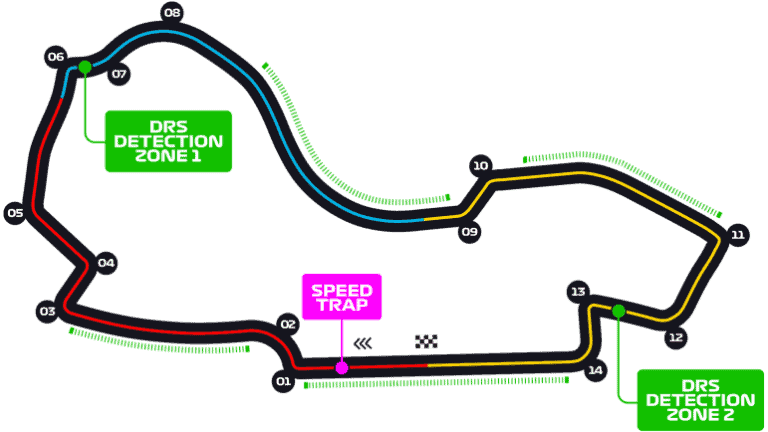 08
06
07
DRS
DETECTION
ZONE 1
10
05
09
11
04
SPEED
TRAP
13
03
02
12
01
14
DRS
DETECTION
ZONE 2